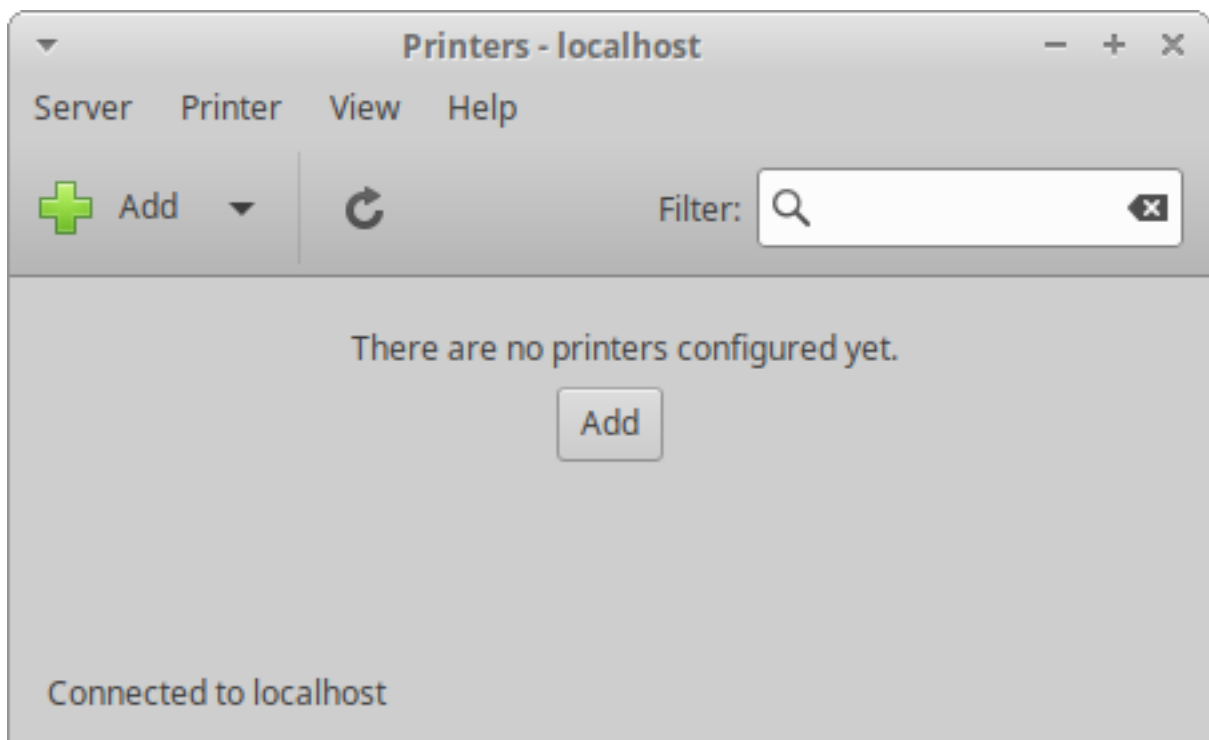 Printers - localhost
Server Printer View Help
Add Filter:
There are no printers configured yet.
Add
Connected to localhost